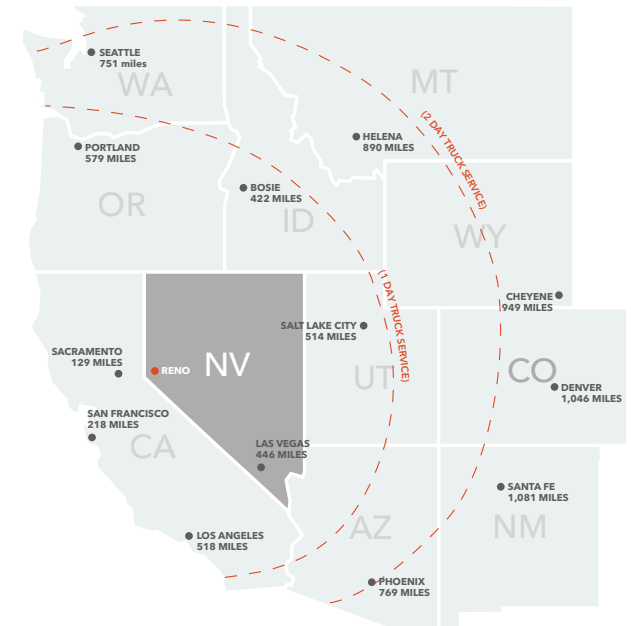 SEATTLE
751 miles
WA
MT
(2 DAY TRUCK SERVICE)
HELENA
890 MILES
PORTLAND
579 MILES
BOSIE
422 MILES
OR
ID
WY
(1 DAY TRUCK SERVICE)
CHEYENE
949 MILES
SALT LAKE CITY
514 MILES
SACRAMENTO
129 MILES
RENO
NV
UT
CO
DENVER
1,046 MILES
SAN FRANCISCO
218 MILES
CA
LAS VEGAS
446 MILES
SANTA FE
1,081 MILES
AZ
NM
LOS ANGELES
518 MILES
PHOENIX
769 MILES